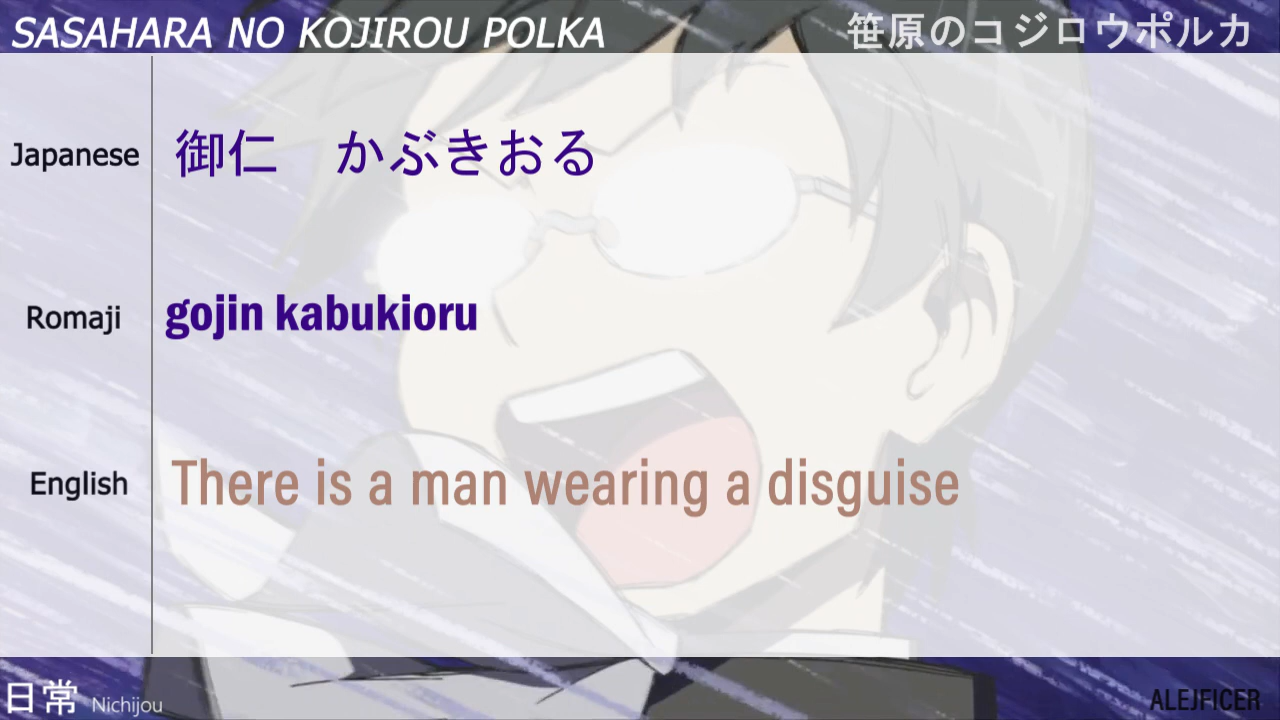 SASAHARA NO KOJIROU POLKA
笹原のコジロウポルカ
Japanese
御仁　かぶきおる
Romaji
gojin kabukioru
English
There is a man wearing a disguise
日常 Nichijou
ALEJFICER